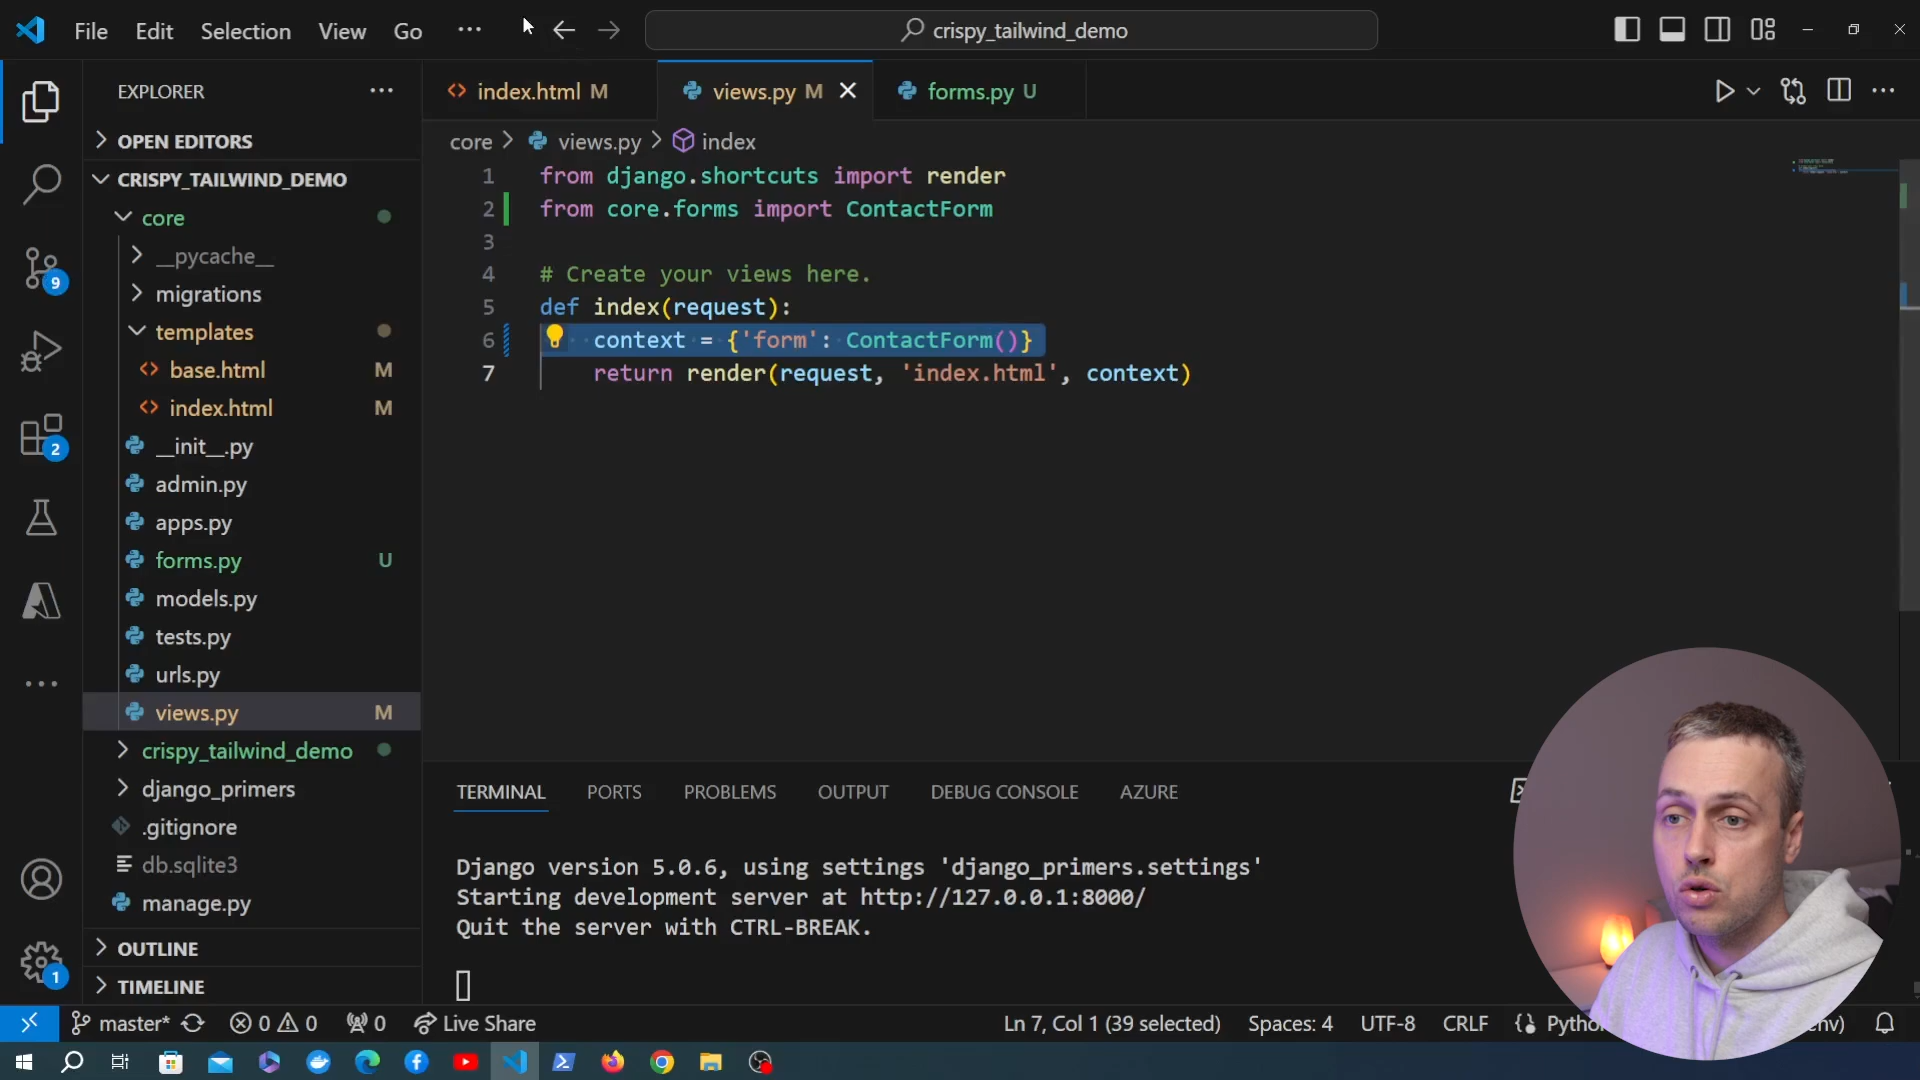 File Edit Selection View Go ··· crispy_tailwind_demo
EXPLORER ···
index.html M views.py M forms.py U
OPEN EDITORS
core > views.py > index
CRISPY_TAILWIND_DEMO
core
__pycache__
migrations
templates
base.html M
index.html M
__init__.py
admin.py
apps.py
forms.py U
models.py
tests.py
urls.py
views.py M
crispy_tailwind_demo
django_primers
.gitignore
db.sqlite3
manage.py
OUTLINE
TIMELINE
9
2
1
1 from django.shortcuts import render
2 from core.forms import ContactForm
3
4 # Create your views here.
5 def index(request):
6 context = {'form': ContactForm()}
7 return render(request, 'index.html', context)
TERMINAL PORTS PROBLEMS OUTPUT DEBUG CONSOLE AZURE
Django version 5.0.6, using settings 'django_primers.settings'
Starting development server at http://127.0.0.1:8000/
Quit the server with CTRL-BREAK.
master* 0 0 0 Live Share Ln 7, Col 1 (39 selected) Spaces: 4 UTF-8 CRLF